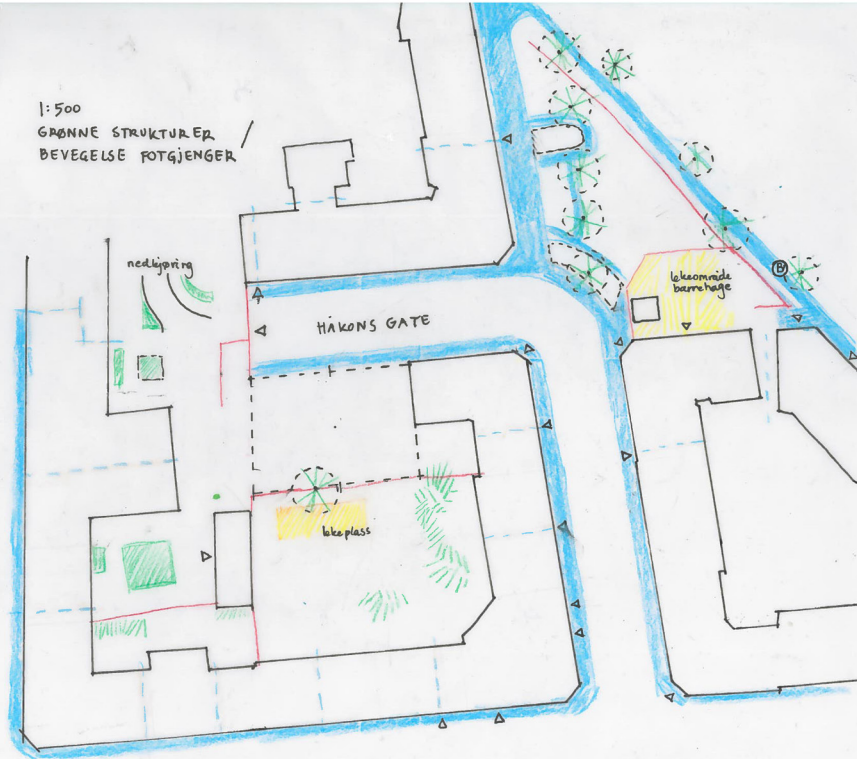 1:500
GRØNNE STRUKTURER /
BEVEGELSE FOTGJENGER
nedkjøring
HÅKONS GATE
lekeområde
barnehage
B
lekeplass